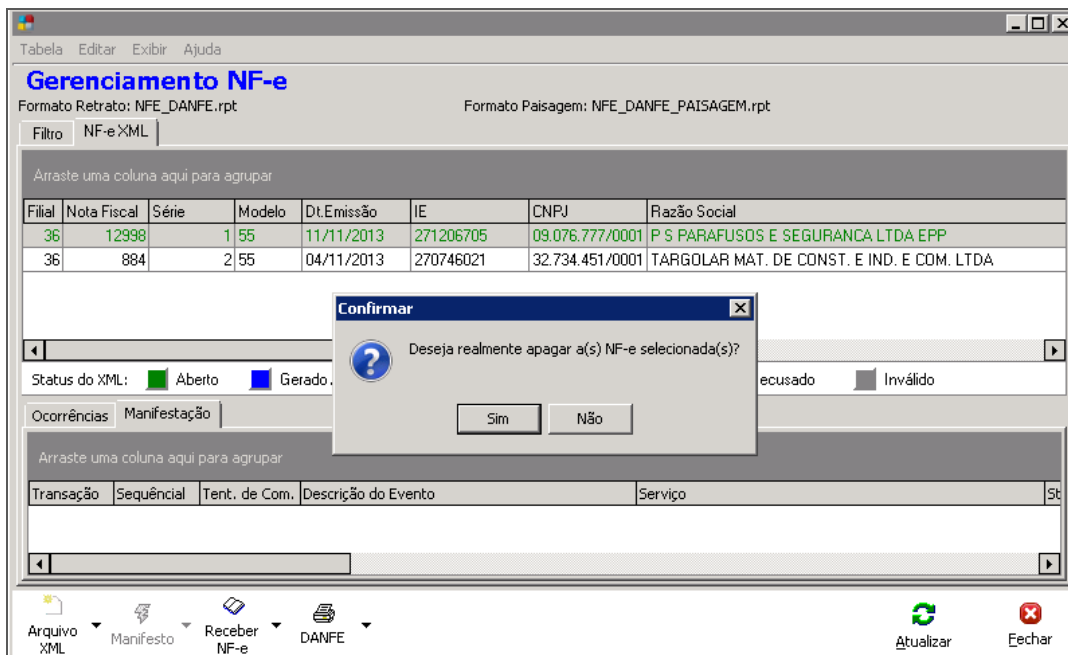 Tabela Editar Exibir Ajuda
Gerenciamento NF-e
Formato Retrato: NFE_DANFE.rpt Formato Paisagem: NFE_DANFE_PAISAGEM.rpt
Filtro NF-e XML
Arraste uma coluna aqui para agrupar
Filial Nota Fiscal Série Modelo Dt.Emissão IE CNPJ Razão Social
36 12998 1 55 11/11/2013 271206705 09.076.777/0001 P S PARAFUSOS E SEGURANCA LTDA EPP
36 884 2 55 04/11/2013 270746021 32.734.451/0001 TARGOLAR MAT. DE CONST. E IND. E COM. LTDA
Confirmar
Deseja realmente apagar a(s) NF-e selecionada(s)?
Sim Não
Status do XML: Aberto Gerado ecusado Inválido
Ocorrências Manifestação
Arraste uma coluna aqui para agrupar
Transação Sequêncial Tent. de Com. Descrição do Evento Serviço St
Arquivo XML Manifesto Receber NF-e DANFE Atualizar Fechar